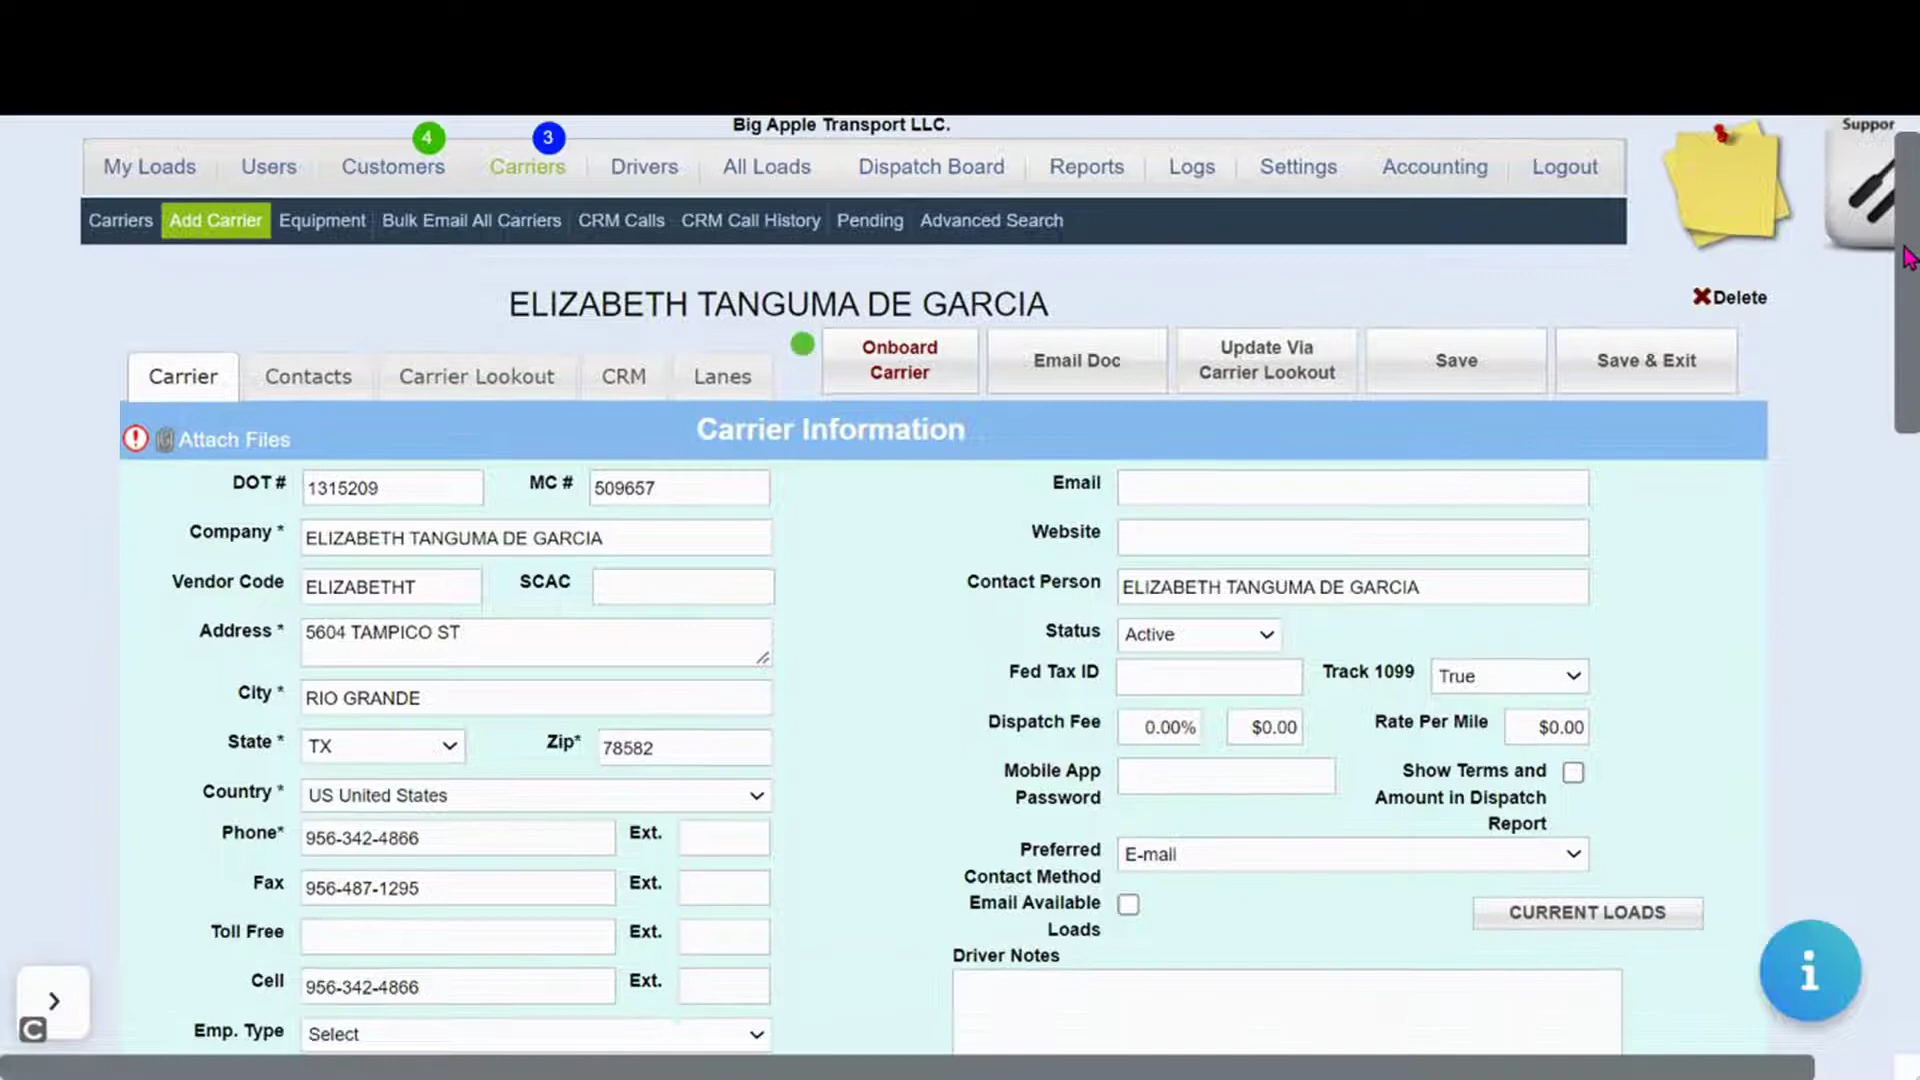 Big Apple Transport LLC.
Suppor
4
3
My Loads Users Customers Carriers Drivers All Loads Dispatch Board Reports Logs Settings Accounting Logout
Carriers Add Carrier Equipment Bulk Email All Carriers CRM Calls CRM Call History Pending Advanced Search
ELIZABETH TANGUMA DE GARCIA
Delete
Carrier Contacts Carrier Lookout CRM Lanes
Onboard
Carrier
Email Doc
Update Via
Carrier Lookout
Save
Save & Exit
! Attach Files
Carrier Information
DOT # 1315209 MC # 509657
Company * ELIZABETH TANGUMA DE GARCIA
Vendor Code ELIZABETHT SCAC
Address * 5604 TAMPICO ST
City * RIO GRANDE
State * TX Zip* 78582
Country * US United States
Phone* 956-342-4866 Ext.
Fax 956-487-1295 Ext.
Toll Free Ext.
Cell 956-342-4866 Ext.
Emp. Type Select
Email
Website
Contact Person ELIZABETH TANGUMA DE GARCIA
Status Active
Fed Tax ID Track 1099 True
Dispatch Fee 0.00% $0.00 Rate Per Mile $0.00
Mobile App
Password
Show Terms and
Amount in Dispatch
Report
Preferred
Contact Method
E-mail
Email Available
Loads
CURRENT LOADS
Driver Notes
i
C